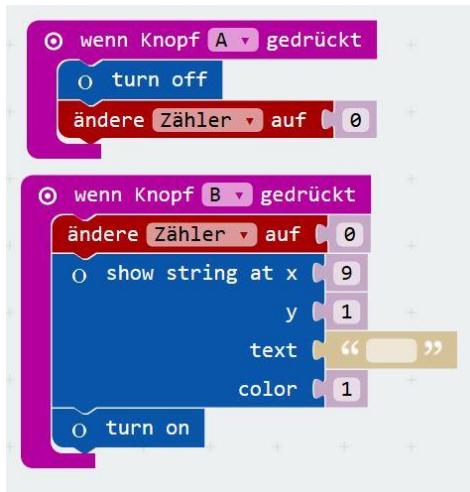 wenn Knopf A gedrückt
O turn off
ändere Zähler auf 0
wenn Knopf B gedrückt
ändere Zähler auf 0
O show string at x 9
y 1
text “ ”
color 1
O turn on